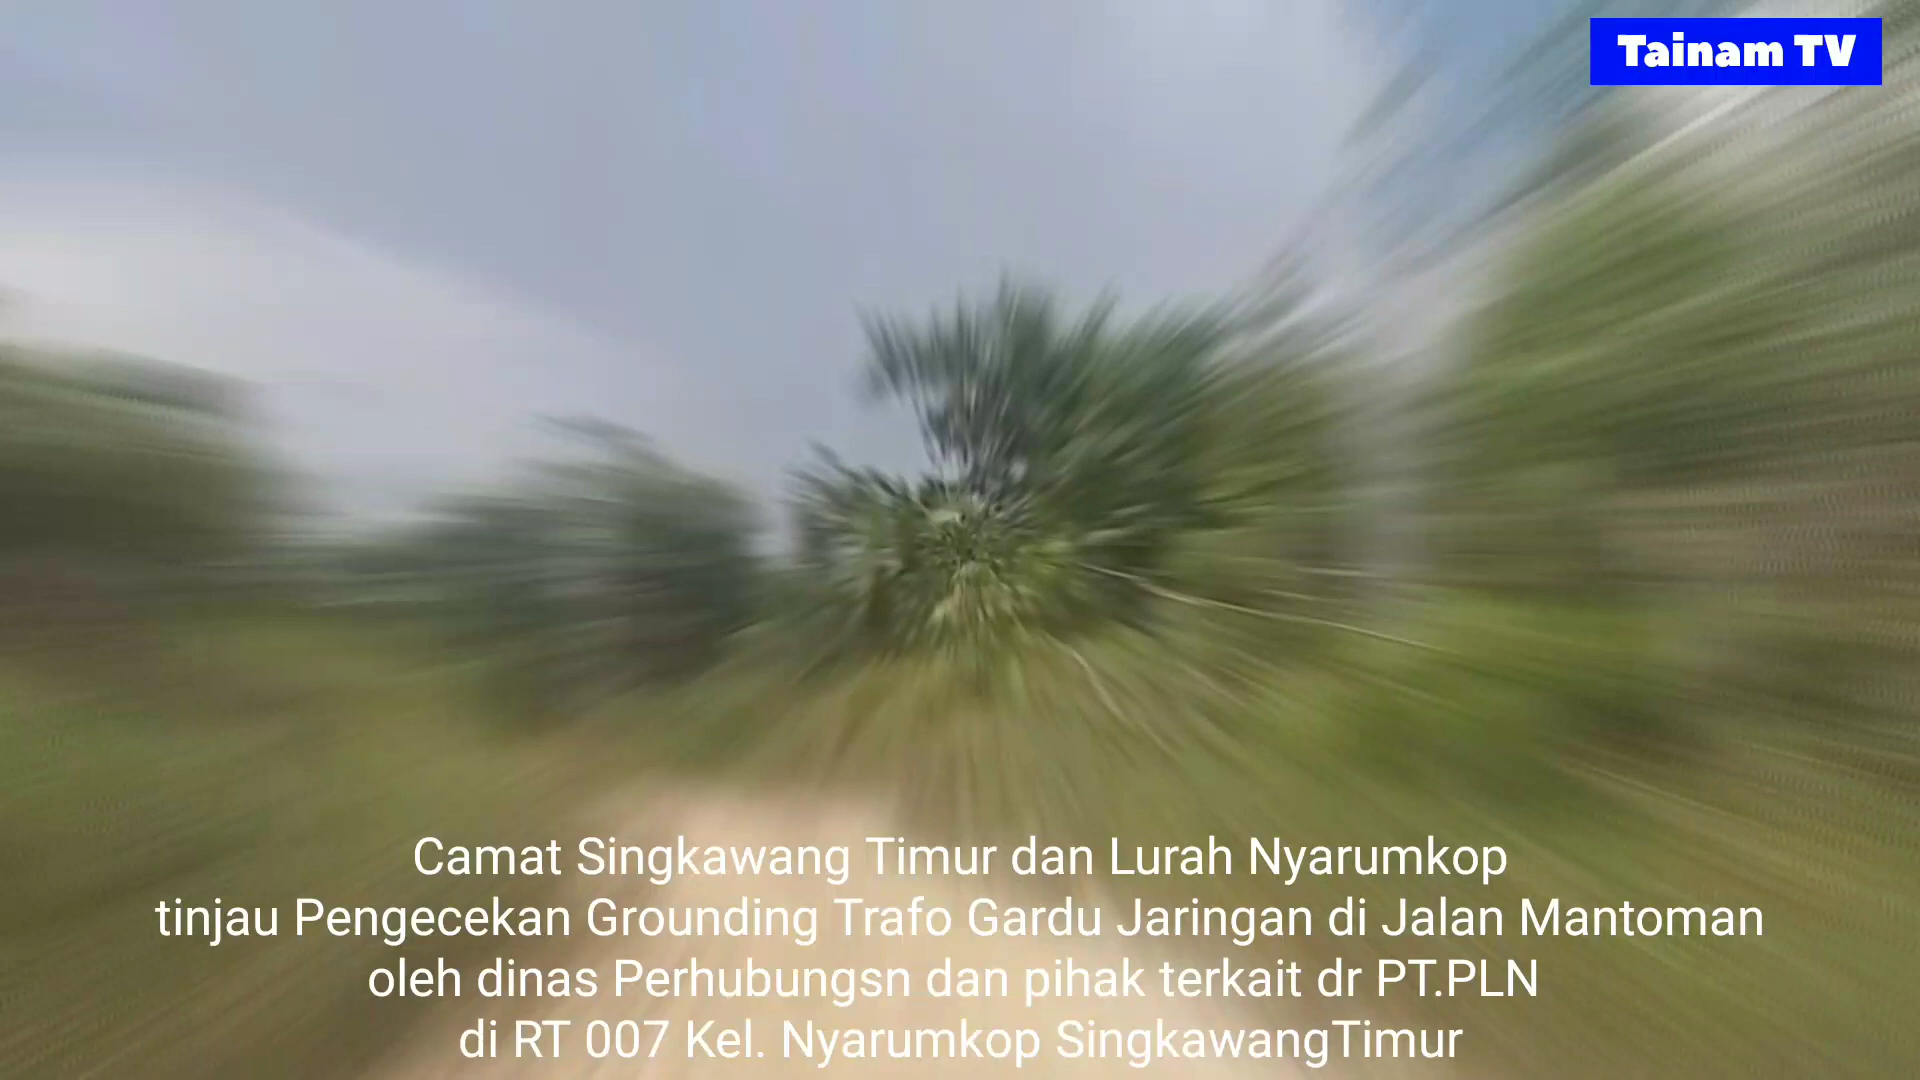 Tainam TV
Camat Singkawang Timur dan Lurah Nyarumkop
tinjau Pengecekan Grounding Trafo Gardu Jaringan di Jalan Mantoman
oleh dinas Perhubungsn dan pihak terkait dr PT.PLN
di RT 007 Kel. Nyarumkop SingkawangTimur